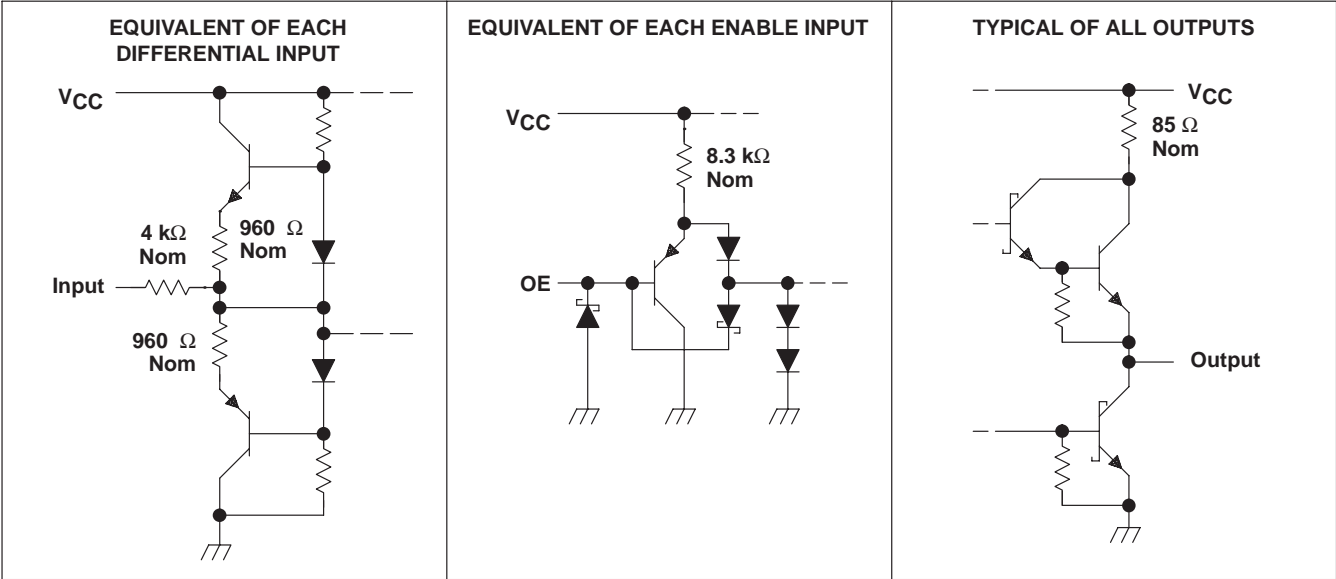 EQUIVALENT OF EACH
DIFFERENTIAL INPUT
VCC
4 kΩ
Nom
960 Ω
Nom
Input
960 Ω
Nom
EQUIVALENT OF EACH ENABLE INPUT
VCC
8.3 kΩ
Nom
OE
TYPICAL OF ALL OUTPUTS
VCC
85 Ω
Nom
Output